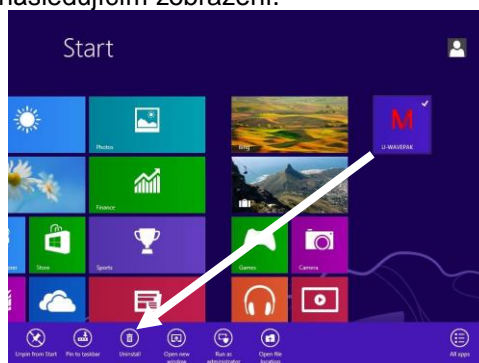 následujícím zobrazení:
Start
Photos
Bing
M
U-WAVEPAK
Finance
Store
Sports
Games
Camera
Unpin from Start
Pin to taskbar
Uninstall
Open new
window
Run as
administrator
Open file
location
All apps